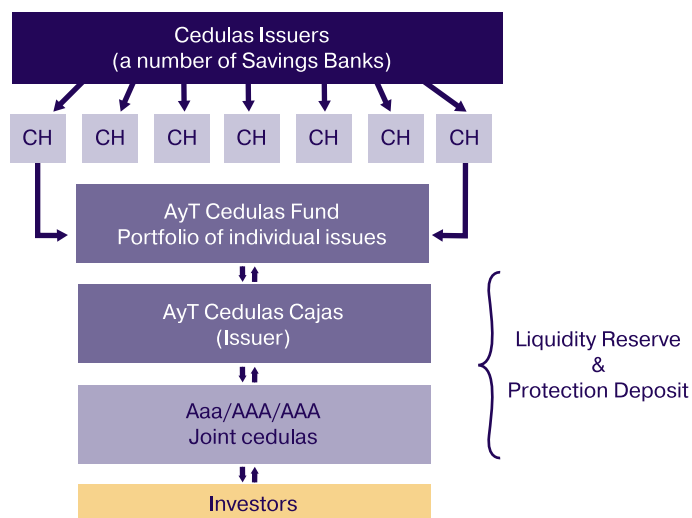 Cedulas Issuers
(a number of Savings Banks)
CH CH CH CH CH CH CH
AyT Cedulas Fund
Portfolio of individual issues
AyT Cedulas Cajas
(Issuer)
Liquidity Reserve
&
Protection Deposit
Aaa/AAA/AAA
Joint cedulas
Investors